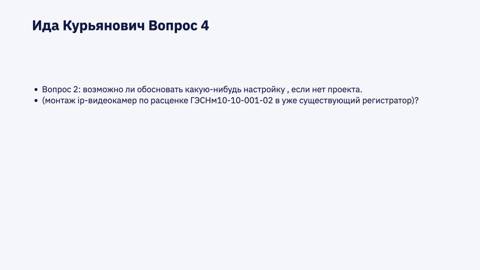 Ида Курьянович Вопрос 4
• Вопрос 2: возможно ли обосновать какую-нибудь настройку , если нет проекта.
• (монтаж ip-видеокамер по расценке ГЭСНм10-10-001-02 в уже существующий регистратор)?